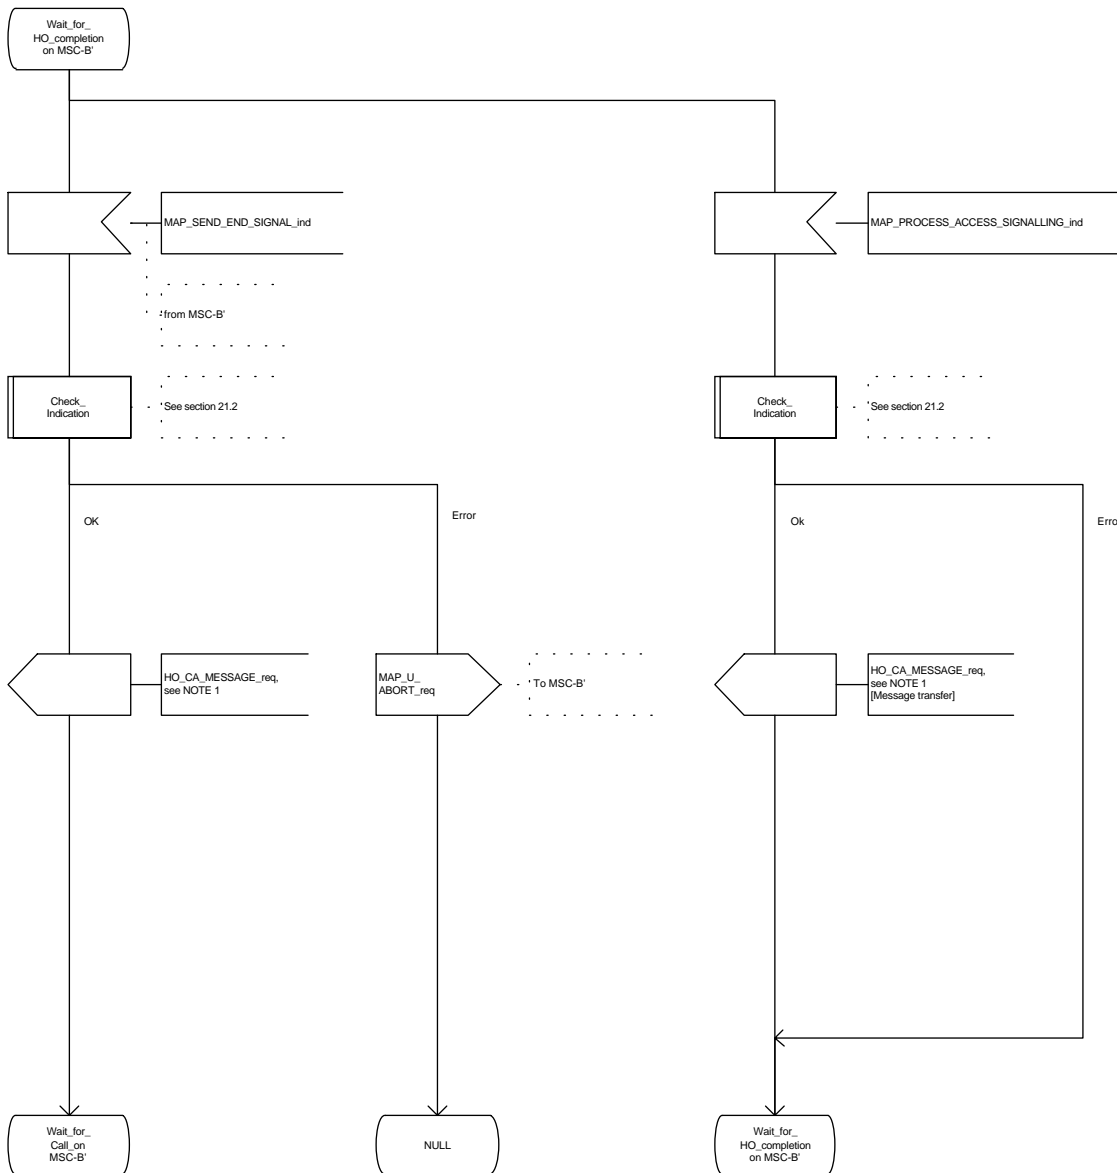 Wait_for_
HO_completion
on MSC-B'
MAP_SEND_END_SIGNAL_ind
MAP_PROCESS_ACCESS_SIGNALLING_ind
from MSC-B'
Check_
Indication
See section 21.2
Check_
Indication
See section 21.2
OK
Error
Ok
Erro
HO_CA_MESSAGE_req,
see NOTE 1
MAP_U_
ABORT_req
To MSC-B'
HO_CA_MESSAGE_req,
see NOTE 1
[Message transfer]
Wait_for_
Call_on
MSC-B'
NULL
Wait_for_
HO_completion
on MSC-B'